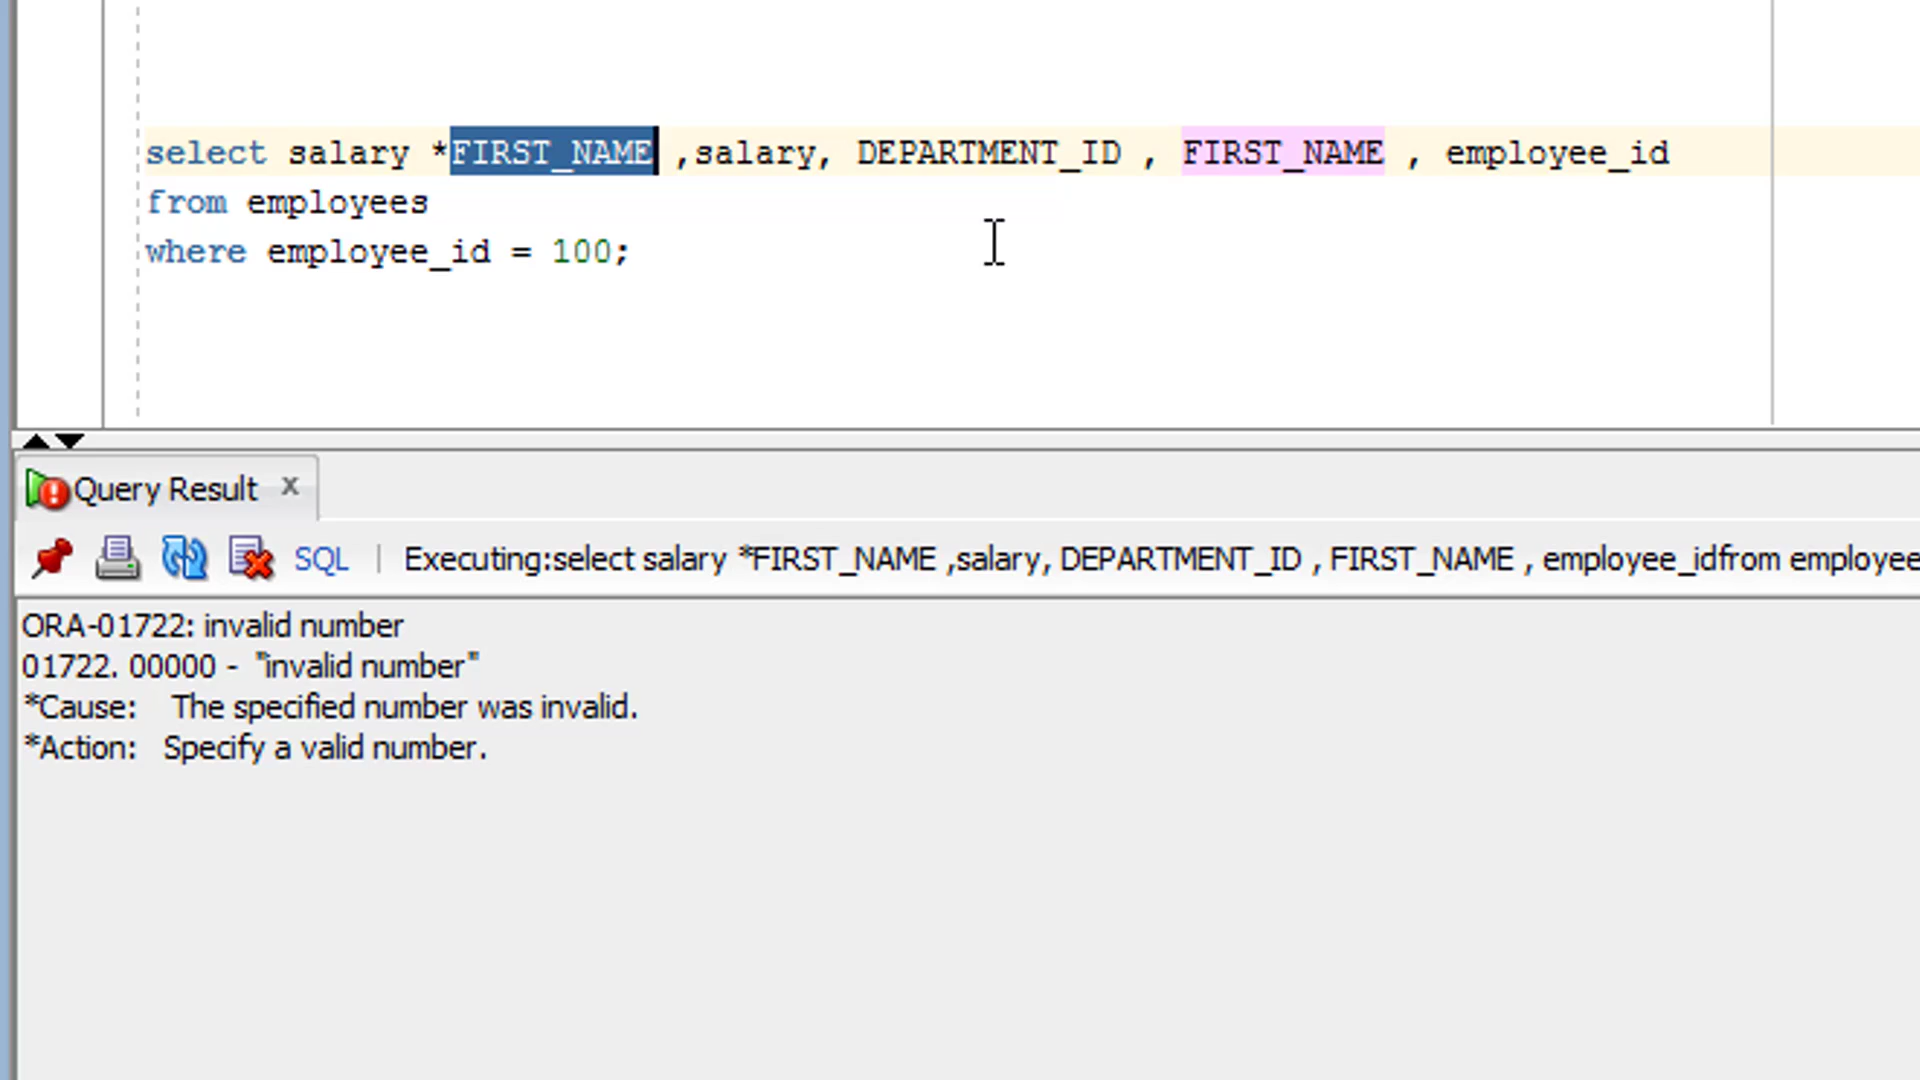 select salary *FIRST_NAME ,salary, DEPARTMENT_ID , FIRST_NAME , employee_id
from employees
where employee_id = 100;
Query Result x
SQL | Executing:select salary *FIRST_NAME ,salary, DEPARTMENT_ID , FIRST_NAME , employee_idfrom employee
ORA-01722: invalid number
01722. 00000 - "invalid number"
*Cause: The specified number was invalid.
*Action: Specify a valid number.